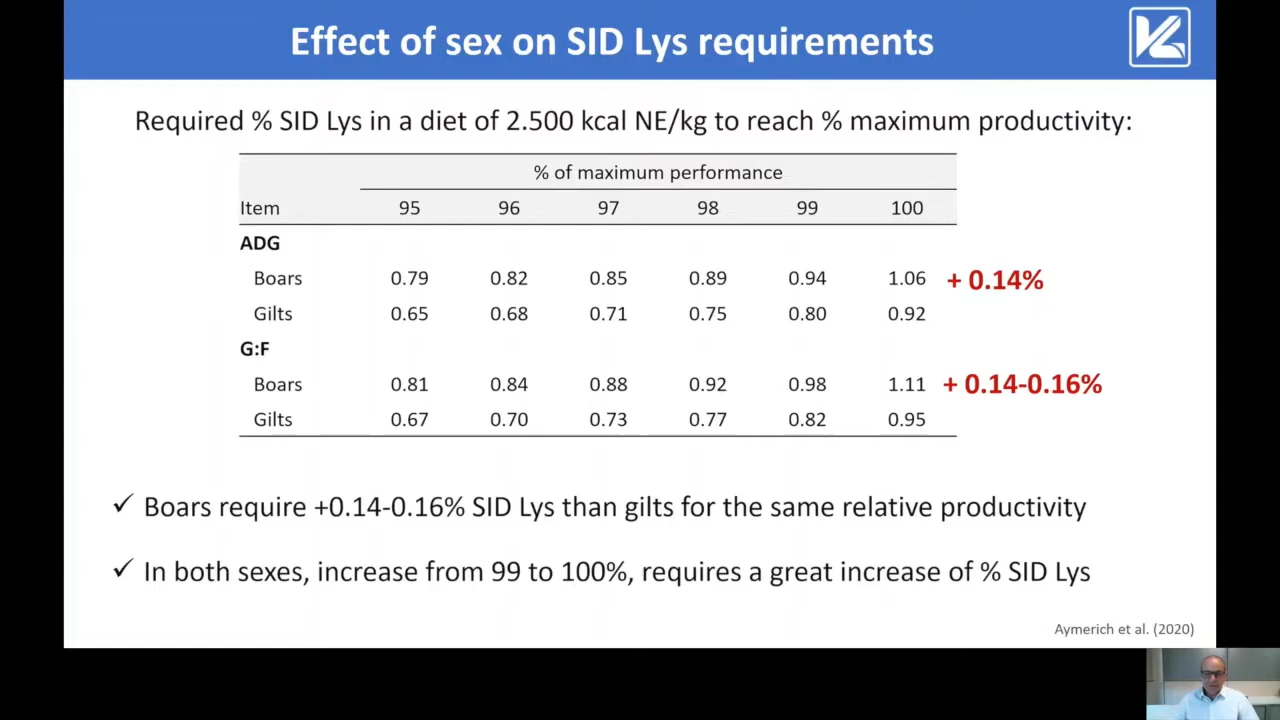 Effect of sex on SID Lys requirements
Required % SID Lys in a diet of 2.500 kcal NE/kg to reach % maximum productivity:
% of maximum performance
Item 95 96 97 98 99 100
ADG
Boars 0.79 0.82 0.85 0.89 0.94 1.06 + 0.14%
Gilts 0.65 0.68 0.71 0.75 0.80 0.92
G:F
Boars 0.81 0.84 0.88 0.92 0.98 1.11 + 0.14-0.16%
Gilts 0.67 0.70 0.73 0.77 0.82 0.95
✓ Boars require +0.14-0.16% SID Lys than gilts for the same relative productivity
✓ In both sexes, increase from 99 to 100%, requires a great increase of % SID Lys
Aymerich et al. (2020)